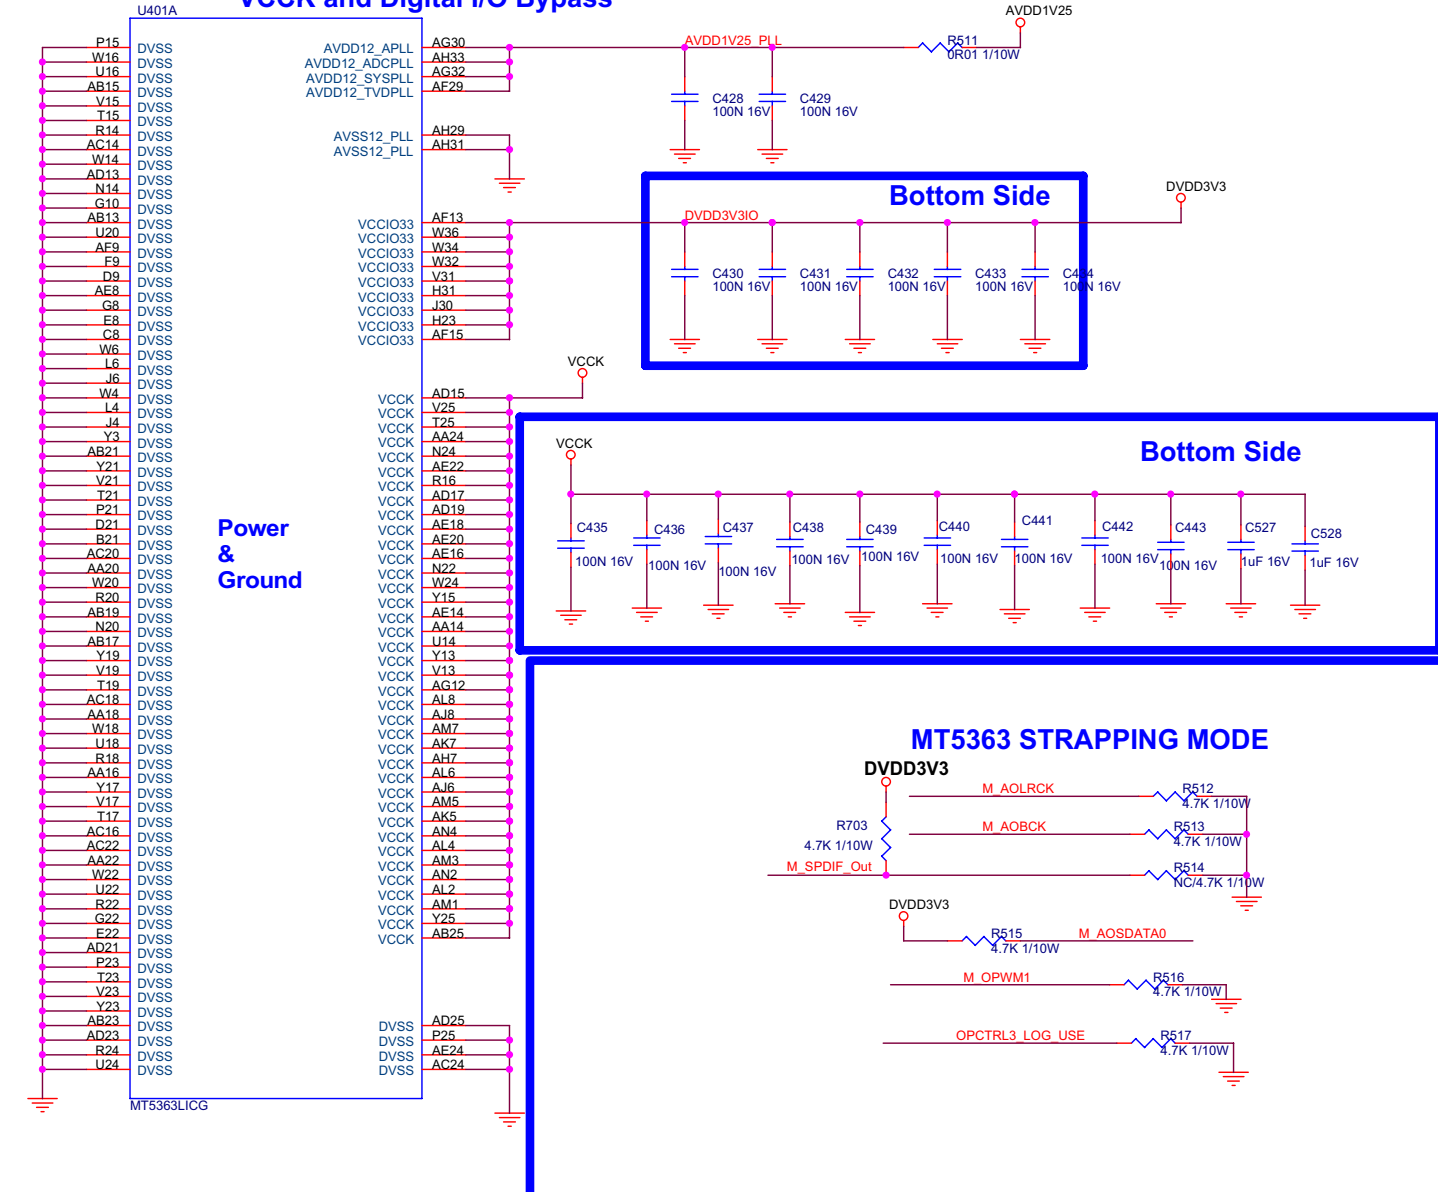 VCCK and Digital I/O Bypass
U401A
P15 DVSS
W16 DVSS
U16 DVSS
AB15 DVSS
V15 DVSS
T15 DVSS
R14 DVSS
AC14 DVSS
W14 DVSS
AD13 DVSS
N14 DVSS
G10 DVSS
AB13 DVSS
U20 DVSS
AF9 DVSS
F9 DVSS
D9 DVSS
AE8 DVSS
G8 DVSS
E8 DVSS
C8 DVSS
W6 DVSS
L6 DVSS
J6 DVSS
W4 DVSS
L4 DVSS
J4 DVSS
Y3 DVSS
AB21 DVSS
Y21 DVSS
V21 DVSS
T21 DVSS
P21 DVSS
D21 DVSS
B21 DVSS
AC20 DVSS
AA20 DVSS
W20 DVSS
R20 DVSS
AB19 DVSS
N20 DVSS
AB17 DVSS
Y19 DVSS
V19 DVSS
T19 DVSS
AC18 DVSS
AA18 DVSS
W18 DVSS
U18 DVSS
R18 DVSS
AA16 DVSS
Y17 DVSS
V17 DVSS
T17 DVSS
AC16 DVSS
AC22 DVSS
AA22 DVSS
W22 DVSS
U22 DVSS
R22 DVSS
G22 DVSS
E22 DVSS
AD21 DVSS
P23 DVSS
T23 DVSS
V23 DVSS
Y23 DVSS
AB23 DVSS
AD23 DVSS
R24 DVSS
U24 DVSS
Power
&
Ground
MT5363LICG
AVDD12_APLL AG30
AVDD12_ADCPLL AH33
AVDD12_SYSPLL AG32
AVDD12_TVDPLL AF29
AVSS12_PLL AH29
AVSS12_PLL AH31
VCCIO33 AF13
VCCIO33 W36
VCCIO33 W34
VCCIO33 W32
VCCIO33 V31
VCCIO33 H31
VCCIO33 J30
VCCIO33 H23
VCCIO33 AF15
VCCK AD15
VCCK V25
VCCK T25
VCCK AA24
VCCK N24
VCCK AE22
VCCK R16
VCCK AD17
VCCK AD19
VCCK AE18
VCCK AE20
VCCK AE16
VCCK N22
VCCK W24
VCCK Y15
VCCK AE14
VCCK AA14
VCCK U14
VCCK Y13
VCCK V13
VCCK AG12
VCCK AL8
VCCK AJ8
VCCK AM7
VCCK AK7
VCCK AH7
VCCK AL6
VCCK AJ6
VCCK AM5
VCCK AK5
VCCK AN4
VCCK AL4
VCCK AM3
VCCK AN2
VCCK AL2
VCCK AM1
VCCK Y25
VCCK AB25
DVSS AD25
DVSS P25
DVSS AE24
DVSS AC24
AVDD1V25
AVDD1V25_PLL
R511
0R01 1/10W
C428
100N 16V
C429
100N 16V
Bottom Side
DVDD3V3
DVDD3V3IO
C430
100N 16V
C431
100N 16V
C432
100N 16V
C433
100N 16V
C434
100N 16V
VCCK
Bottom Side
VCCK
C435
100N 16V
C436
100N 16V
C437
100N 16V
C438
100N 16V
C439
100N 16V
C440
100N 16V
C441
100N 16V
C442
100N 16V
C443
100N 16V
C527
1uF 16V
C528
1uF 16V
MT5363 STRAPPING MODE
DVDD3V3
M_AOLRCK
R512
4.7K 1/10W
R703
4.7K 1/10W
M_AOBCK
R513
4.7K 1/10W
M_SPDIF_Out
R514
NC/4.7K 1/10W
DVDD3V3
R515
4.7K 1/10W
M_AOSDATA0
M_OPWM1
R516
4.7K 1/10W
OPCTRL3_LOG_USE
R517
4.7K 1/10W